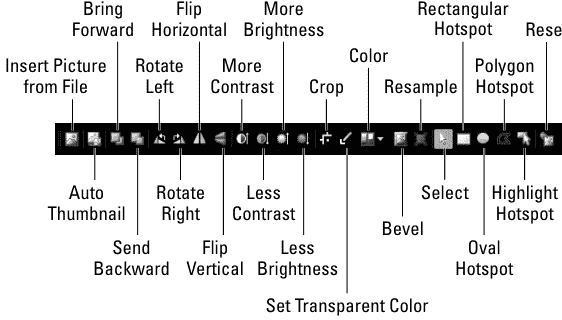 Bring
Forward
Flip
Horizontal
More
Brightness
Rectangular
Hotspot
Rese
Insert Picture
from File
Rotate
Left
More
Contrast
Crop
Color
Resample
Polygon
Hotspot
Auto
Thumbnail
Rotate
Right
Less
Contrast
Select
Highlight
Hotspot
Send
Backward
Flip
Vertical
Less
Brightness
Bevel
Oval
Hotspot
Set Transparent Color